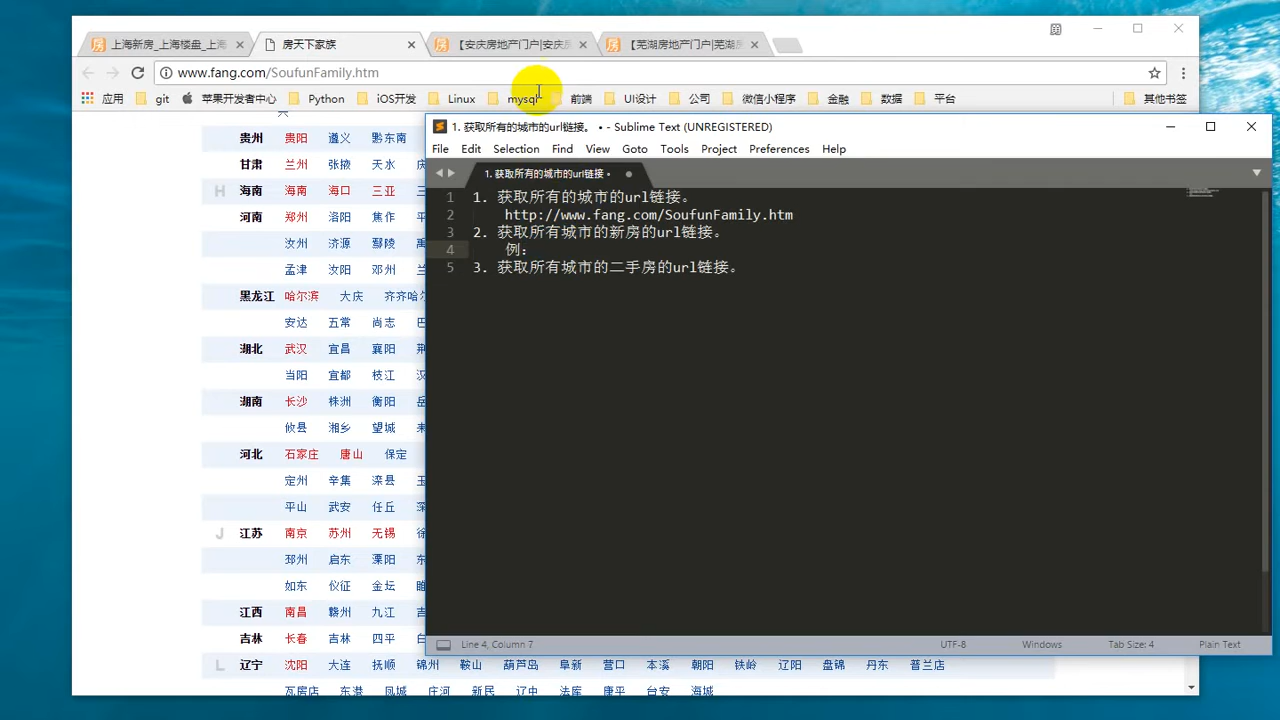 上海新房_上海楼盘_上海
房天下家族
【安庆房地产门户|安庆房
【芜湖房地产门户|芜湖房
www.fang.com/SoufunFamily.htm
应用 git 苹果开发者中心 Python iOS开发 Linux mysql 前端 UI设计 公司 微信小程序 金融 数据 平台 其他书签
1. 获取所有的城市的url链接。 • - Sublime Text (UNREGISTERED)
File Edit Selection Find View Goto Tools Project Preferences Help
1. 获取所有的城市的url链接 •
1 1. 获取所有的城市的url链接。
2 http://www.fang.com/SoufunFamily.htm
3 2. 获取所有城市的新房的url链接。
4 例：
5 3. 获取所有城市的二手房的url链接。
Line 4, Column 7 UTF-8 Windows Tab Size: 4 Plain Text
贵州 贵阳 遵义 黔东南
甘肃 兰州 张掖 天水
H 海南 海南 海口 三亚
河南 郑州 洛阳 焦作
汝州 济源 鄢陵
孟津 汝阳 邓州
黑龙江 哈尔滨 大庆 齐齐哈
安达 五常 尚志
湖北 武汉 宜昌 襄阳
当阳 宜都 枝江
湖南 长沙 株洲 衡阳
攸县 湘乡 望城
河北 石家庄 唐山 保定
定州 辛集 滦县
平山 武安 任丘
J 江苏 南京 苏州 无锡
邳州 启东 溧阳
如东 仪征 金坛
江西 南昌 赣州 九江
吉林 长春 吉林 四平
L 辽宁 沈阳 大连 抚顺 锦州 鞍山 葫芦岛 阜新 营口 本溪 朝阳 铁岭 辽阳 盘锦 丹东 普兰店
瓦房店 东港 凤城 庄河 新民 辽中 法库 康平 台安 海城